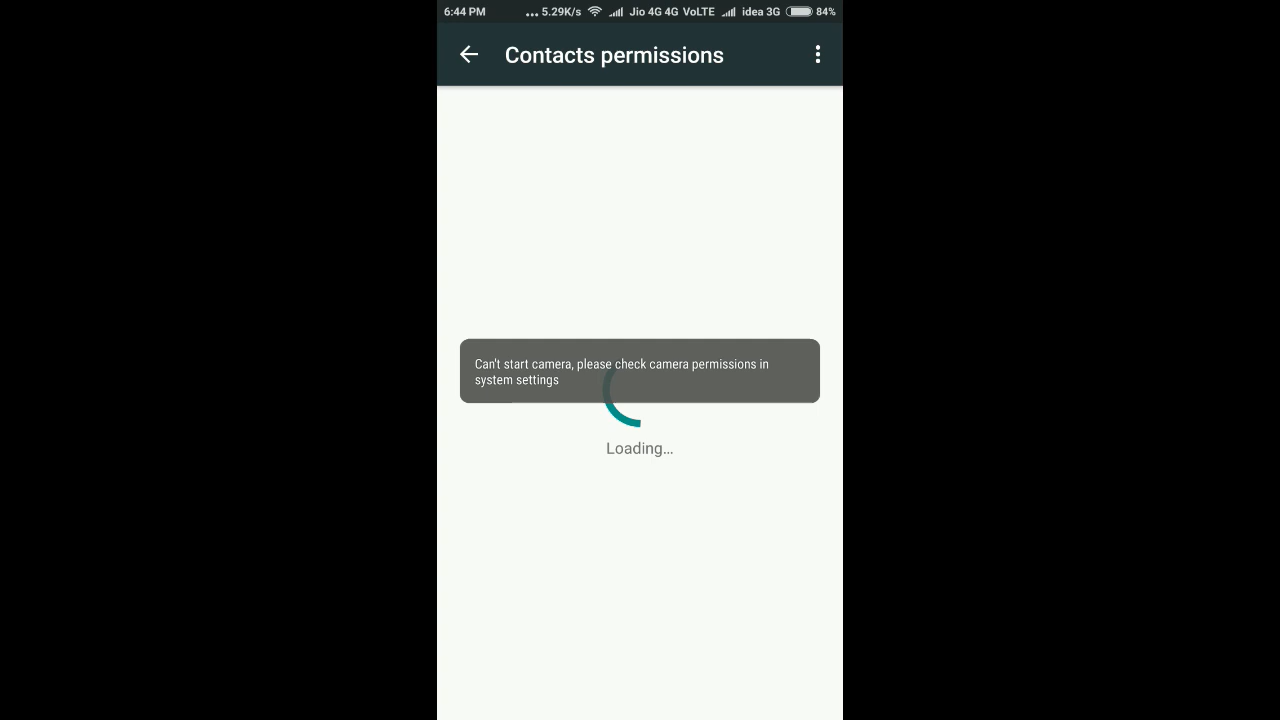 6:44 PM ... 5.29K/s Jio 4G 4G VoLTE idea 3G 84%
Contacts permissions
Can't start camera, please check camera permissions in
system settings
Loading...